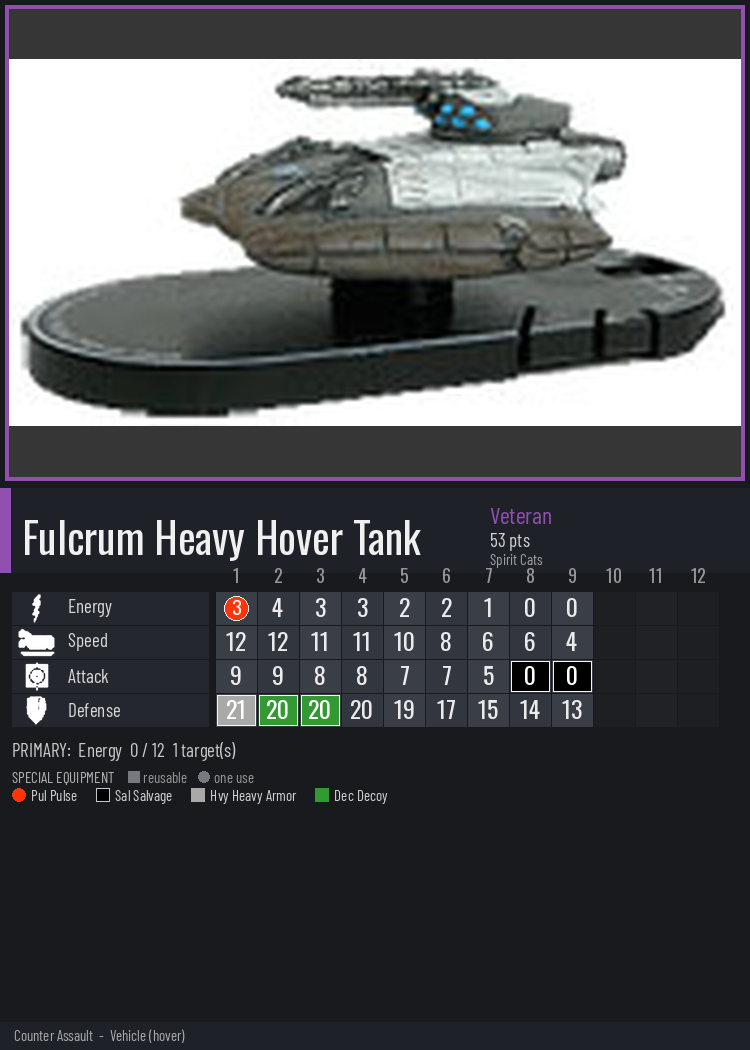 Fulcrum Heavy Hover Tank
Veteran
53 pts
Spirit Cats
1 2 3 4 5 6 7 8 9 10 11 12
Energy 3 4 3 3 2 2 1 0 0
Speed 12 12 11 11 10 8 6 6 4
Attack 9 9 8 8 7 7 5 0 0
Defense 21 20 20 20 19 17 15 14 13
PRIMARY: Energy 0 / 12 1 target(s)
SPECIAL EQUIPMENT reusable one use
Pul Pulse Sal Salvage Hvy Heavy Armor Dec Decoy
Counter Assault - Vehicle (hover)